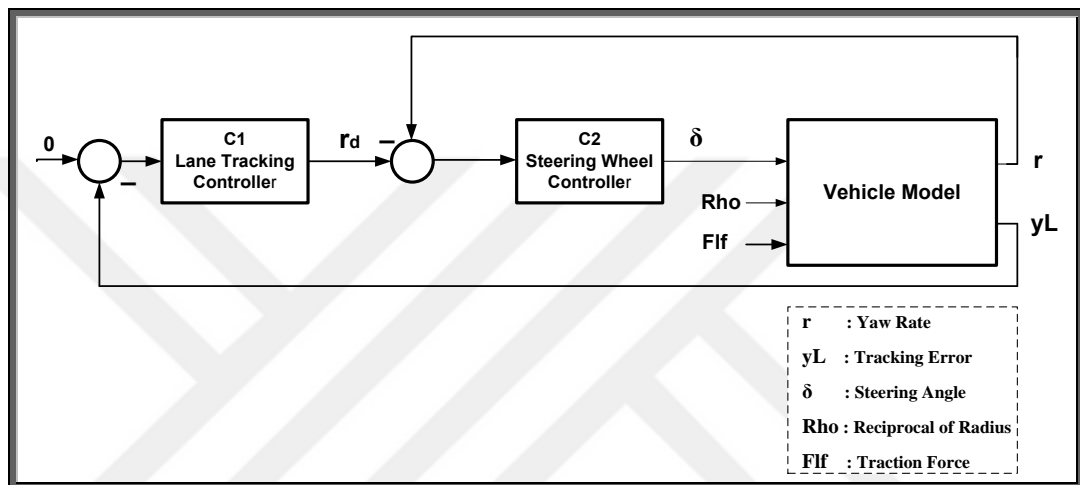 0
−
C1
Lane Tracking
Controller
rd
−
C2
Steering Wheel
Controller
δ
Rho
Flf
Vehicle Model
r
yL
r : Yaw Rate
yL : Tracking Error
δ : Steering Angle
Rho : Reciprocal of Radius
Flf : Traction Force